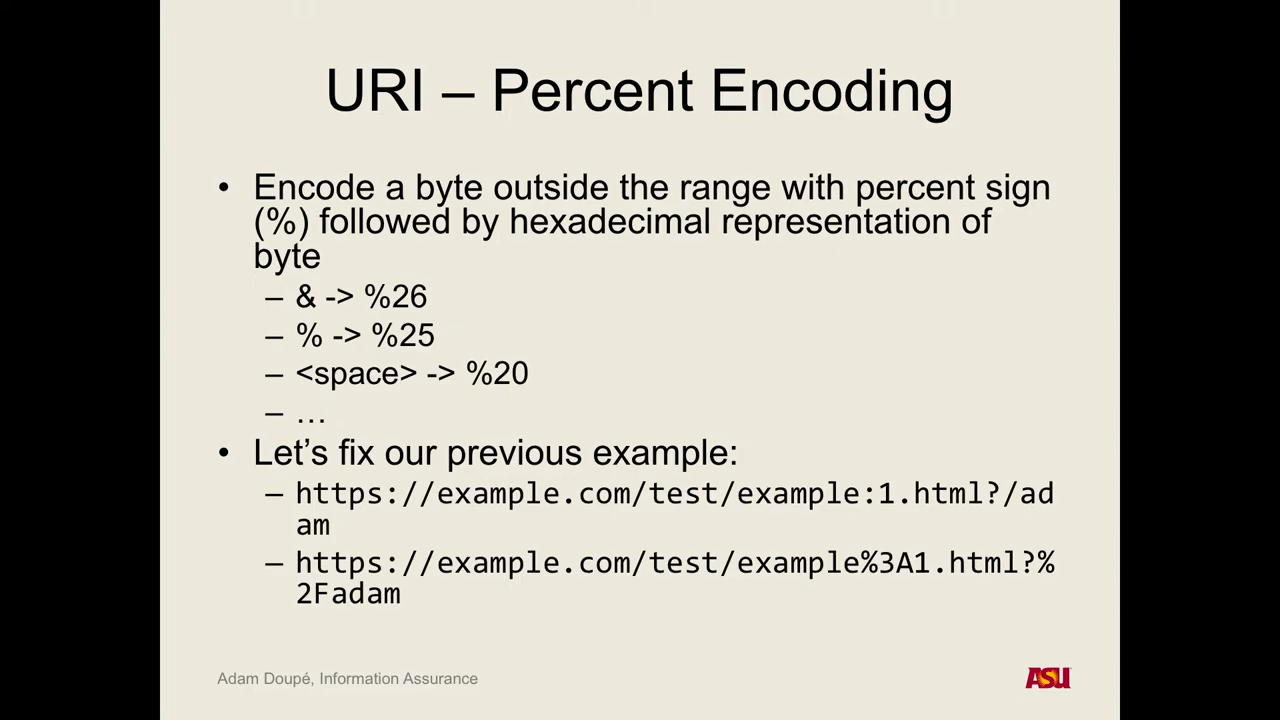 URI – Percent Encoding
• Encode a byte outside the range with percent sign
(%) followed by hexadecimal representation of
byte
– & -> %26
– % -> %25
– <space> -> %20
– …
• Let’s fix our previous example:
– https://example.com/test/example:1.html?/ad
am
– https://example.com/test/example%3A1.html?%
2Fadam
Adam Doupé, Information Assurance
ASU